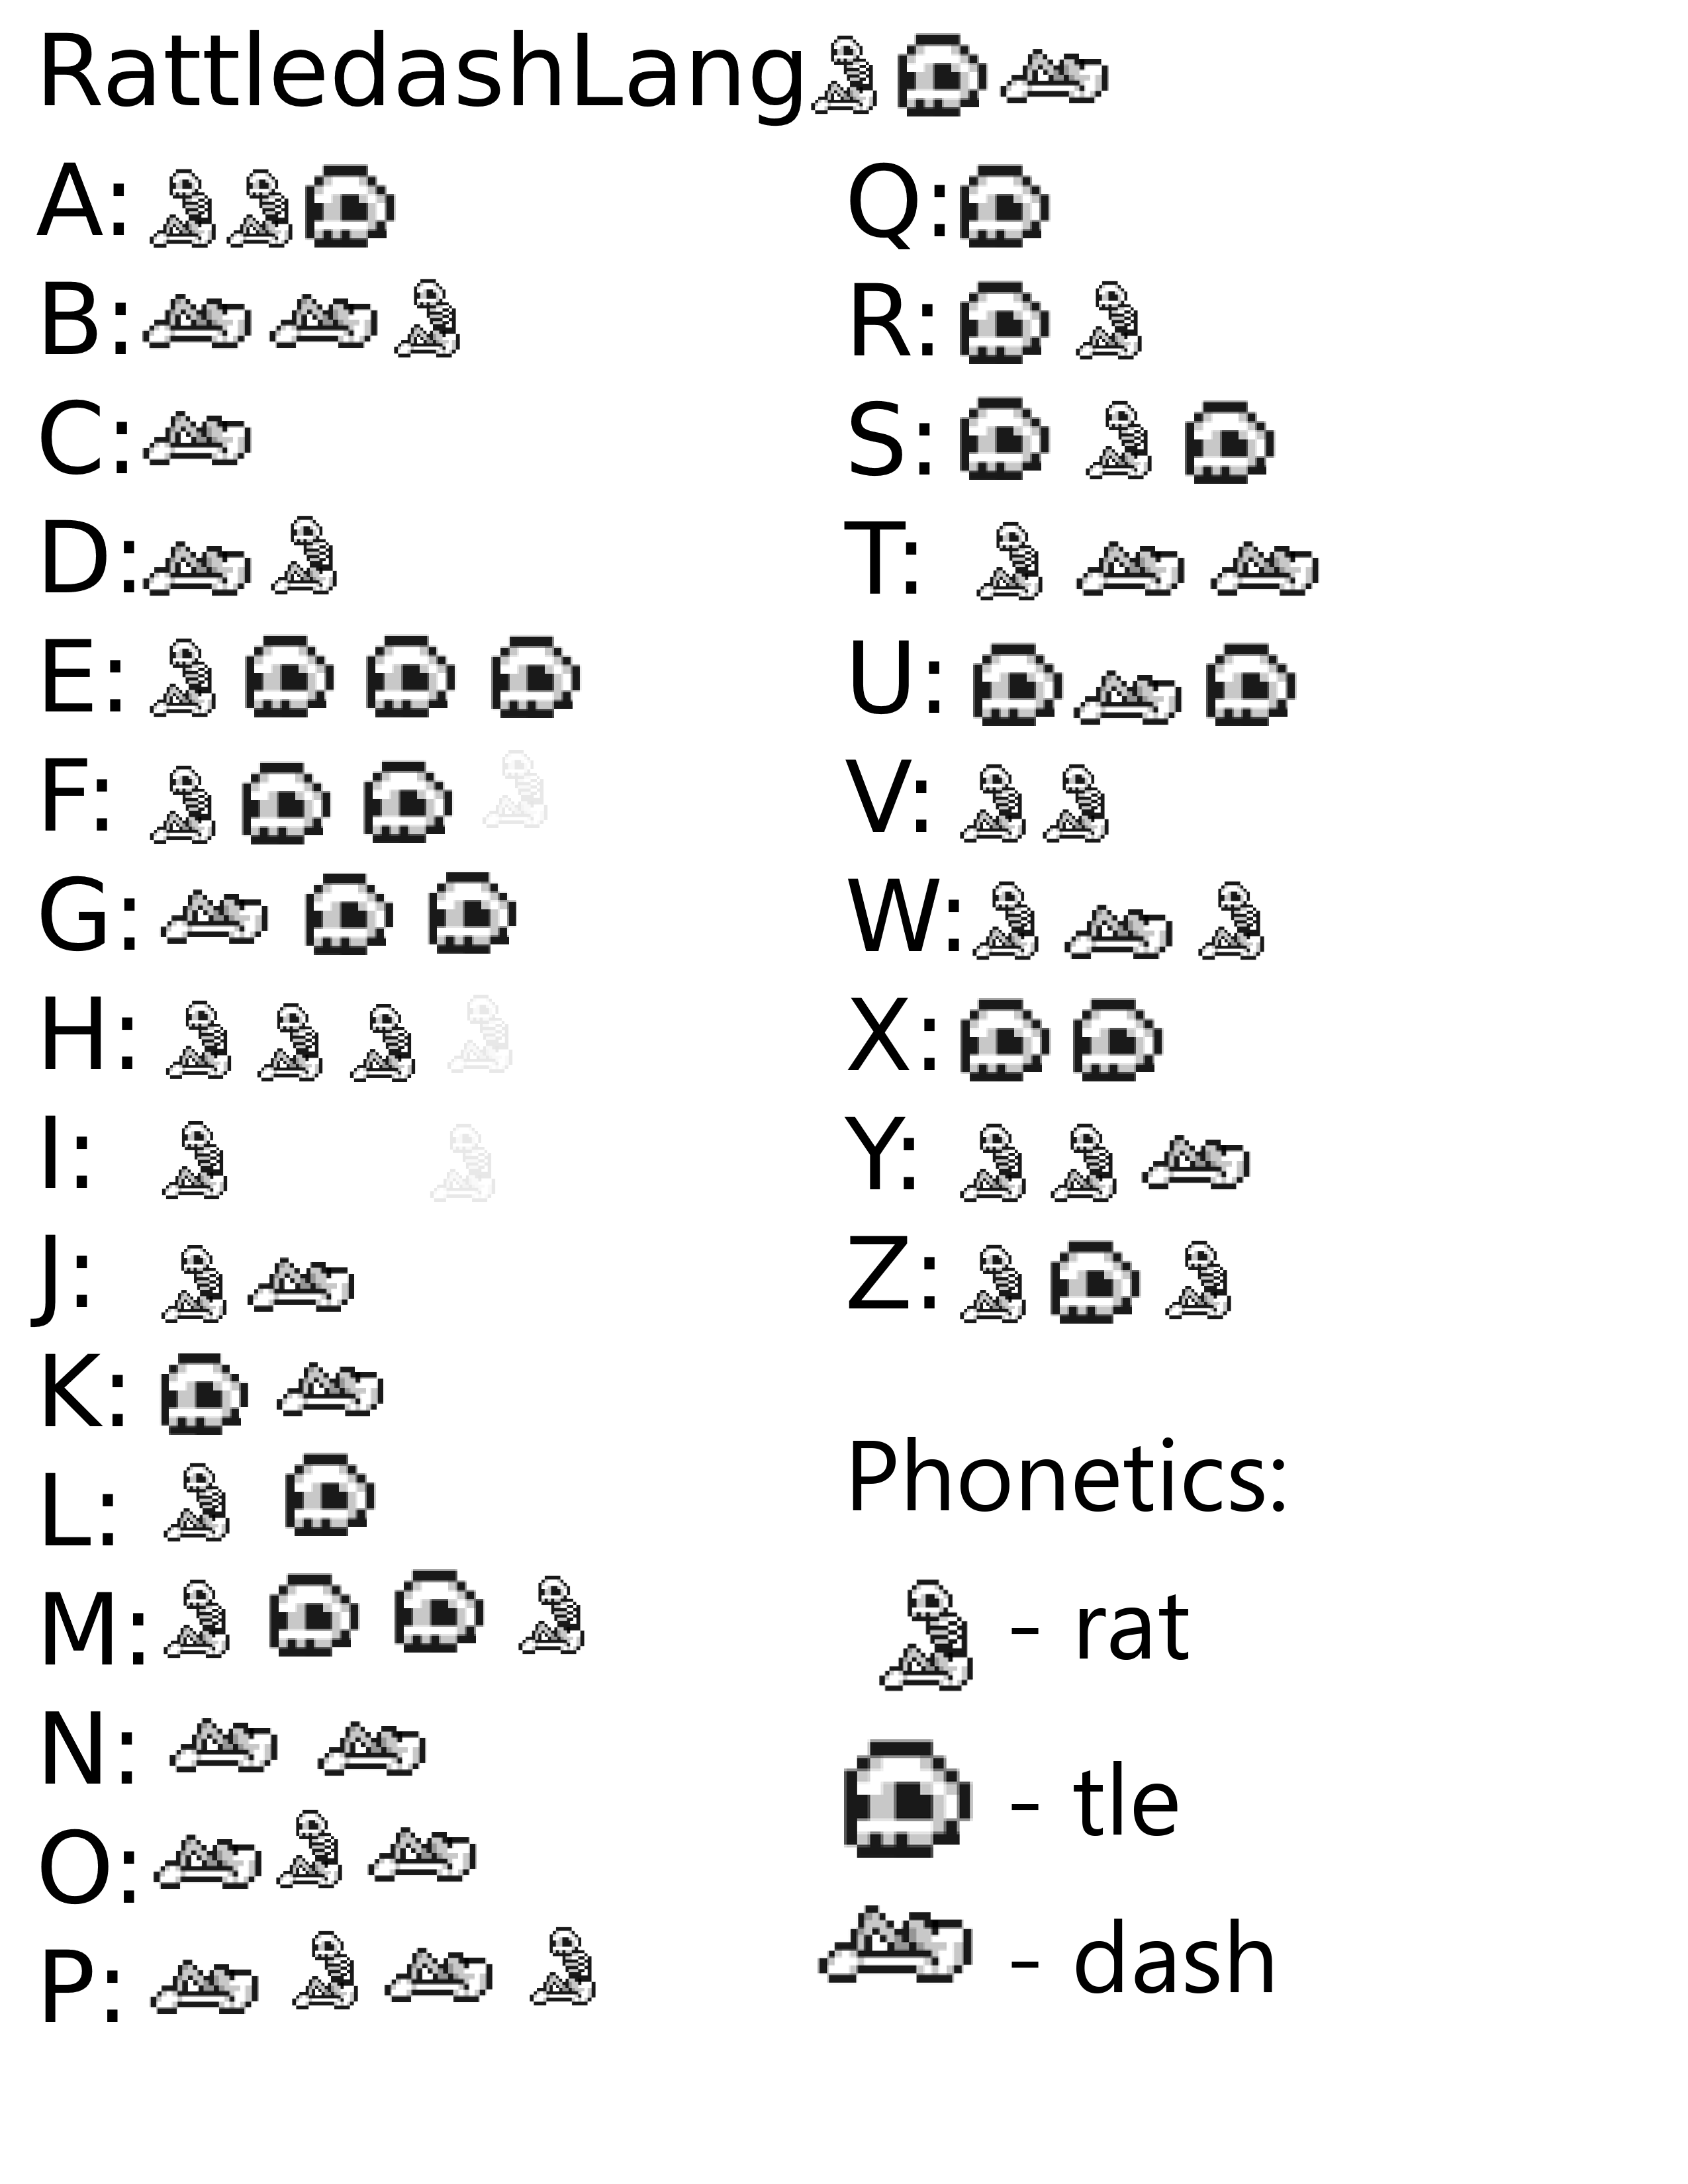 RattledashLang
A:
B:
C:
D:
E:
F:
G:
H:
I:
J:
K:
L:
M:
N:
O:
P:
Q:
R:
S:
T:
U:
V:
W:
X:
Y:
Z:
Phonetics:
- rat
- tle
- dash